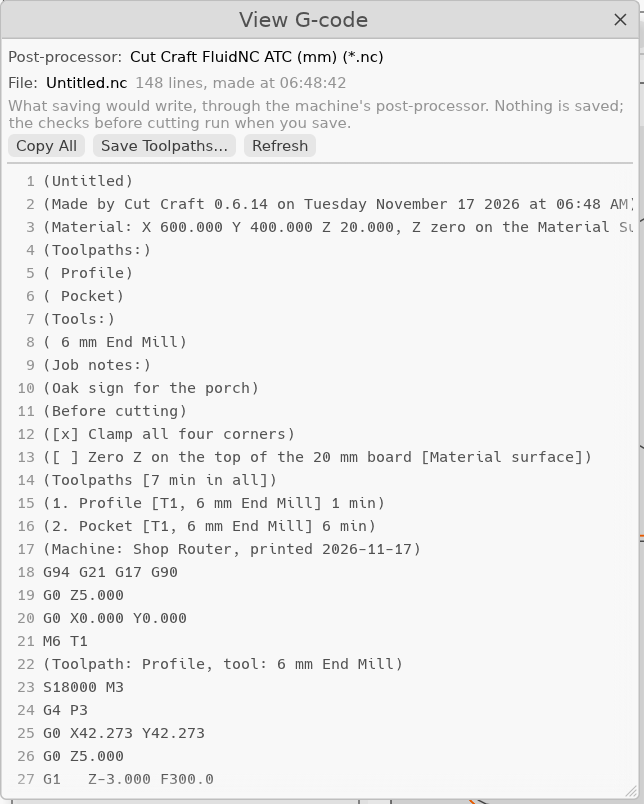 View G-code
Post-processor: Cut Craft FluidNC ATC (mm) (*.nc)
File: Untitled.nc 148 lines, made at 06:48:42
What saving would write, through the machine's post-processor. Nothing is saved;
the checks before cutting run when you save.
Copy All Save Toolpaths... Refresh
1 (Untitled)
2 (Made by Cut Craft 0.6.14 on Tuesday November 17 2026 at 06:48 AM)
3 (Material: X 600.000 Y 400.000 Z 20.000, Z zero on the Material
4 (Toolpaths:)
5 ( Profile)
6 ( Pocket)
7 (Tools:)
8 ( 6 mm End Mill)
9 (Job notes:)
10 (Oak sign for the porch)
11 (Before cutting)
12 ([x] Clamp all four corners)
13 ([ ] Zero Z on the top of the 20 mm board [Material surface])
14 (Toolpaths [7 min in all])
15 (1. Profile [T1, 6 mm End Mill] 1 min)
16 (2. Pocket [T1, 6 mm End Mill] 6 min)
17 (Machine: Shop Router, printed 2026-11-17)
18 G94 G21 G17 G90
19 G0 Z5.000
20 G0 X0.000 Y0.000
21 M6 T1
22 (Toolpath: Profile, tool: 6 mm End Mill)
23 S18000 M3
24 G4 P3
25 G0 X42.273 Y42.273
26 G0 Z5.000
27 G1   Z-3.000 F300.0